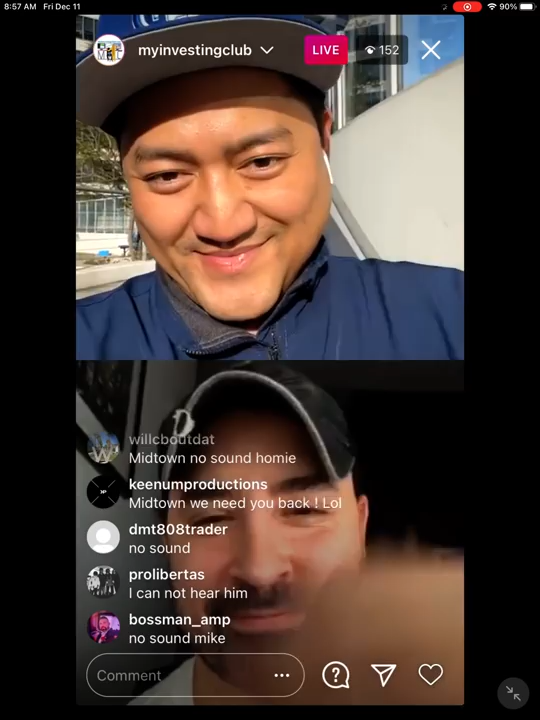 8:57 AM Fri Dec 11
90%
myinvestingclub
LIVE
152
willcboutdat
Midtown no sound homie
keenumproductions
Midtown we need you back ! Lol
dmt808trader
no sound
prolibertas
I can not hear him
bossman_amp
no sound mike
Comment